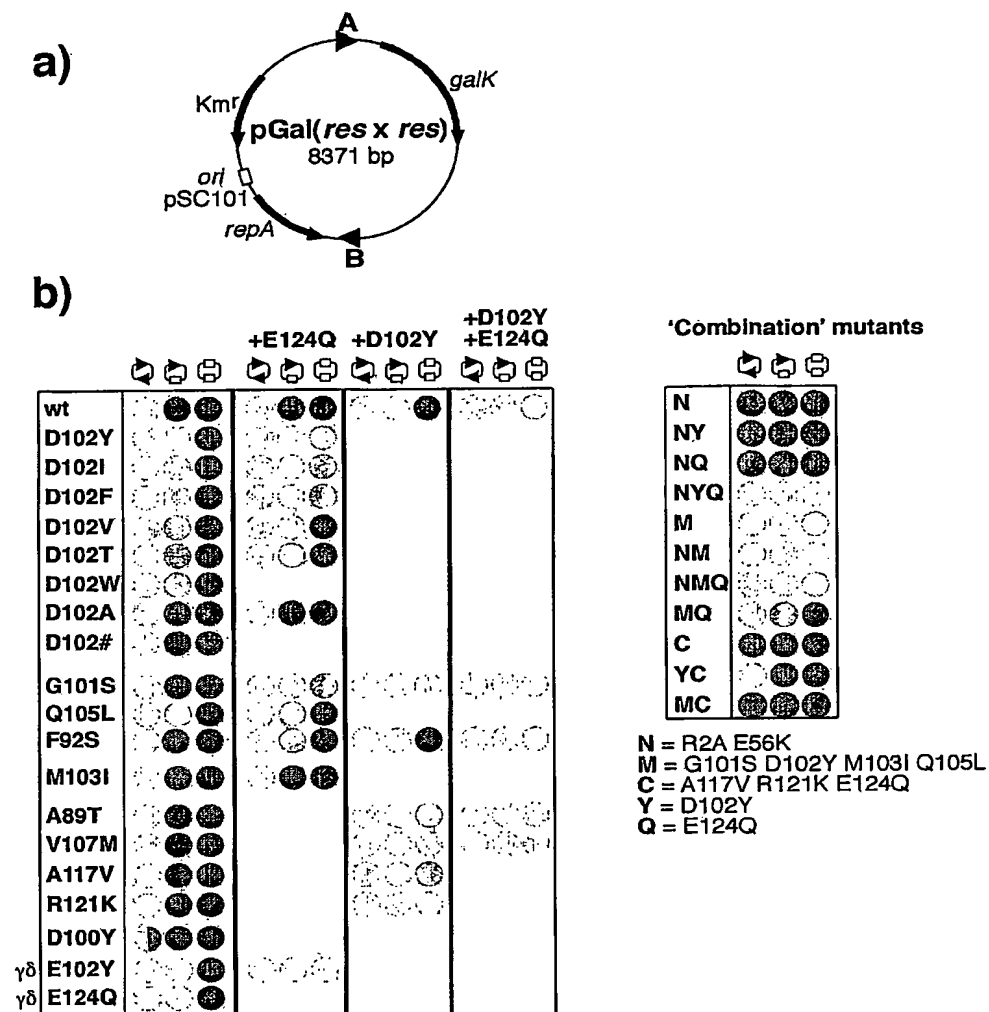 a)
A
galK
Kmr
pGal(res x res)
8371 bp
ori
pSC101
repA
B
b)
+E124Q
+D102Y
+D102Y
+E124Q
wt
D102Y
D102I
D102F
D102V
D102T
D102W
D102A
D102#
G101S
Q105L
F92S
M103I
A89T
V107M
A117V
R121K
D100Y
γδ E102Y
γδ E124Q
'Combination' mutants
N
NY
NQ
NYQ
M
NM
NMQ
MQ
C
YC
MC
N = R2A E56K
M = G101S D102Y M103I Q105L
C = A117V R121K E124Q
Y = D102Y
Q = E124Q